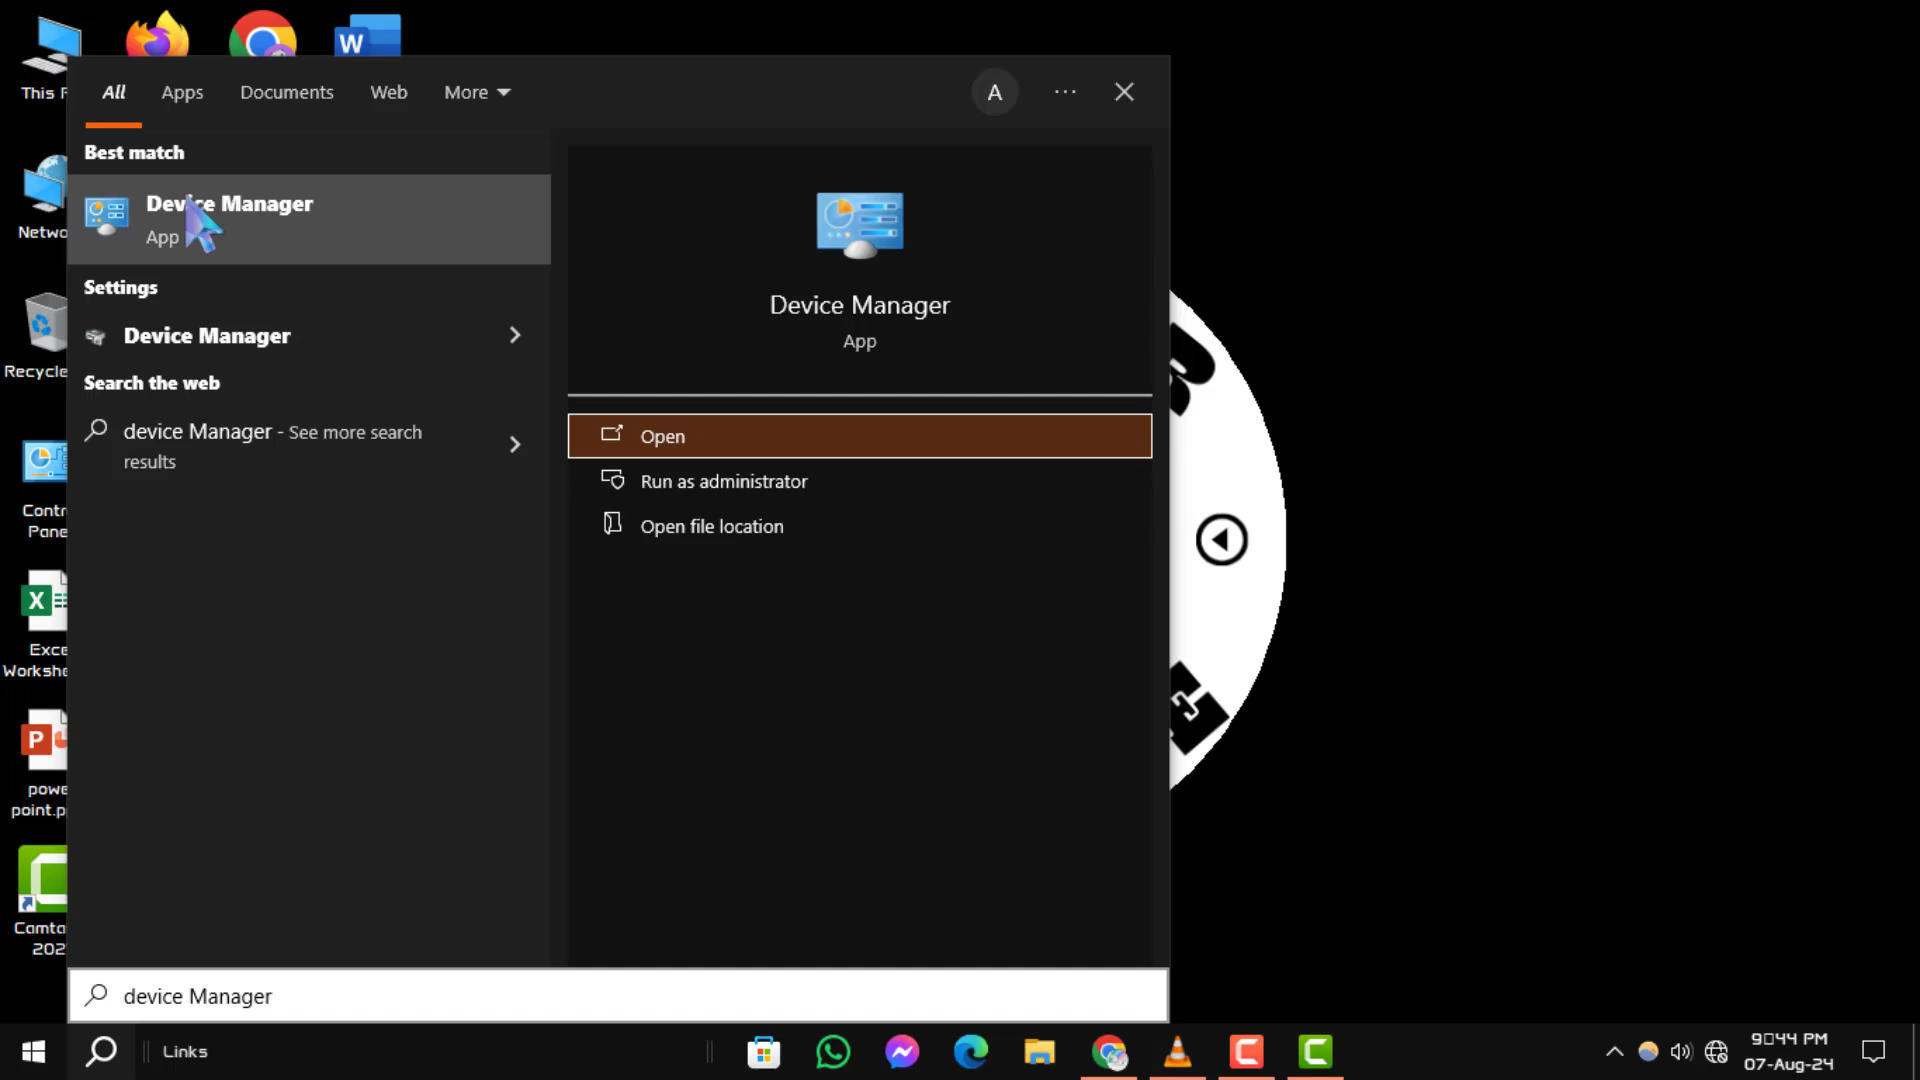 This P
Netwo
Recycle
Contr
Pane
Exce
Workshe
powe
point.p
Camta
202
W
X
P
All
Apps
Documents
Web
More
A
Best match
Device Manager
App
Settings
Device Manager
Search the web
device Manager - See more search
results
Device Manager
App
Open
Run as administrator
Open file location
device Manager
Links
9:44 PM
07-Aug-24